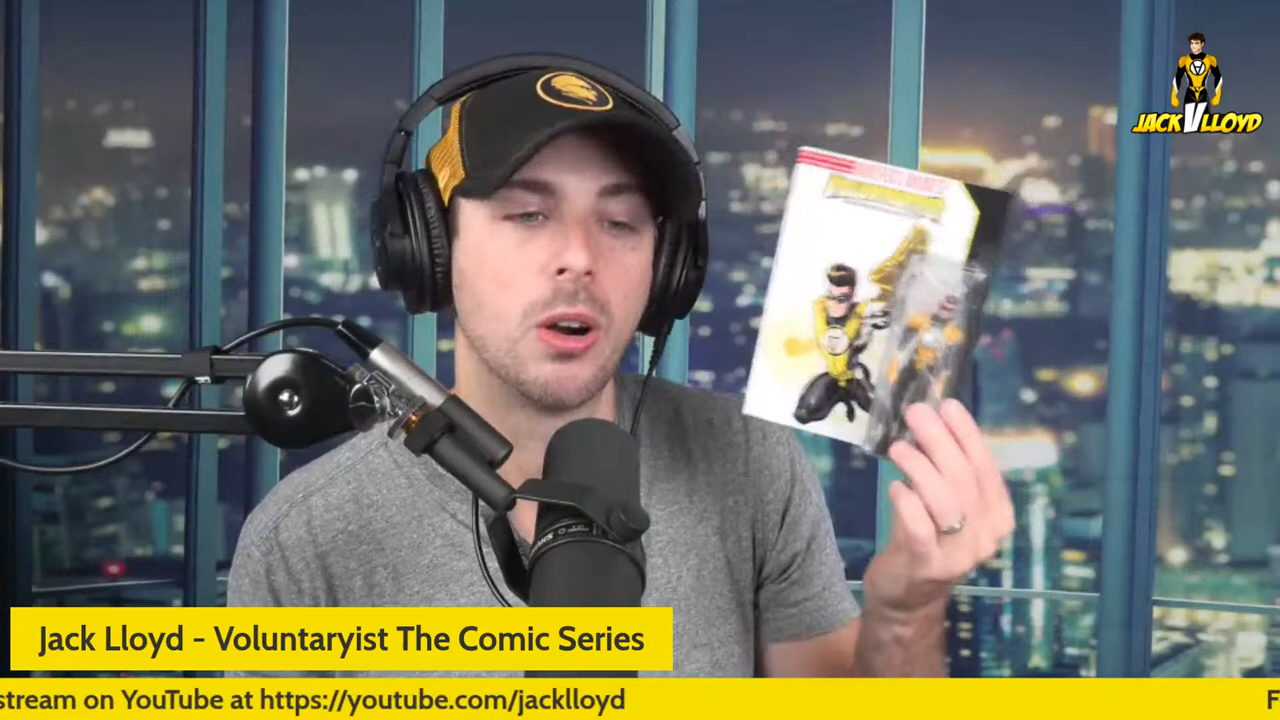 JACK V LLOYD
Jack Lloyd - Voluntaryist The Comic Series
stream on YouTube at https://youtube.com/jacklloyd
F